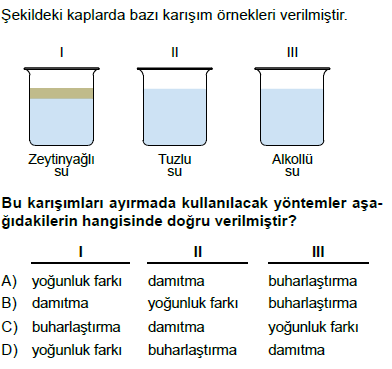 Şekildeki kaplarda bazı karışım örnekleri verilmiştir.
I II III
Zeytinyağlı su Tuzlu su Alkollü su
Bu karışımları ayırmada kullanılacak yöntemler aşa-
ğıdakilerin hangisinde doğru verilmiştir?
I II III
A) yoğunluk farkı damıtma buharlaştırma
B) damıtma yoğunluk farkı buharlaştırma
C) buharlaştırma damıtma yoğunluk farkı
D) yoğunluk farkı buharlaştırma damıtma